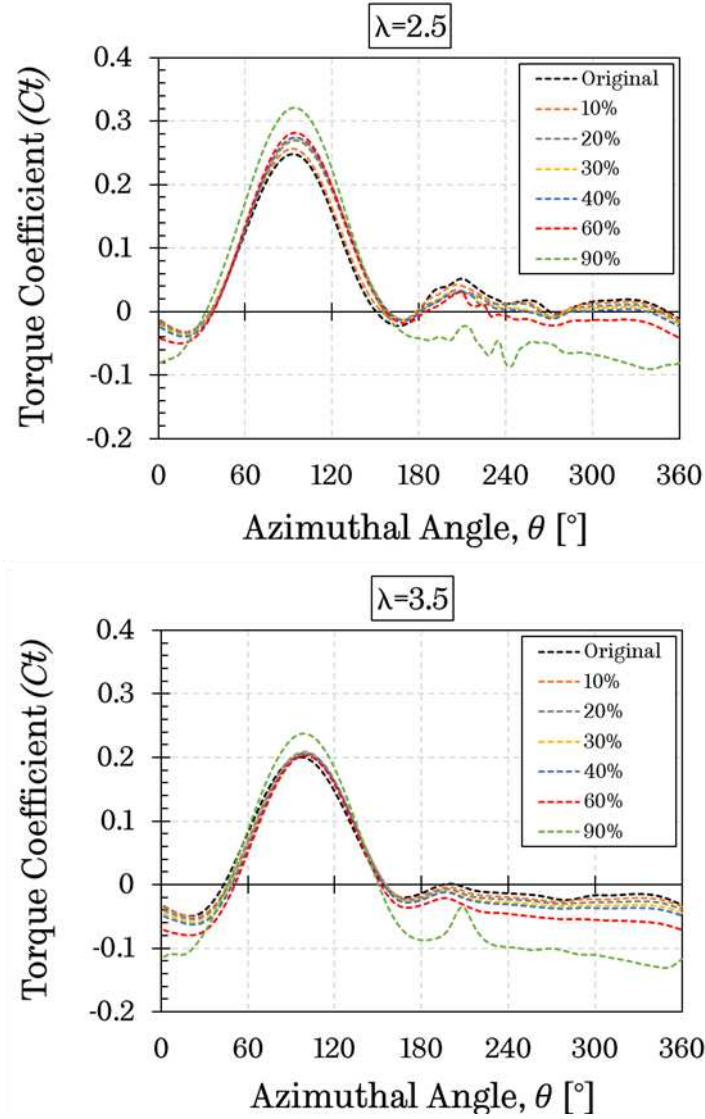 λ=2.5
Torque Coefficient (Ct)
0.4
0.3
0.2
0.1
0
-0.1
-0.2
Original
10%
20%
30%
40%
60%
90%
0 60 120 180 240 300 360
Azimuthal Angle, θ [°]
λ=3.5
Torque Coefficient (Ct)
0.4
0.3
0.2
0.1
0
-0.1
-0.2
Original
10%
20%
30%
40%
60%
90%
0 60 120 180 240 300 360
Azimuthal Angle, θ [°]